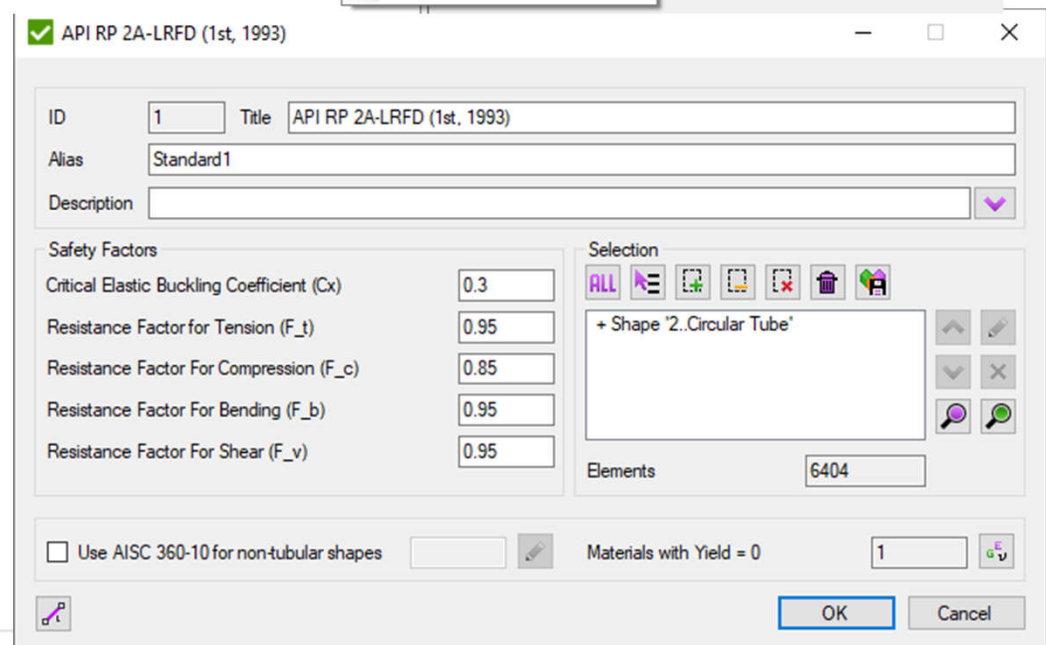 API RP 2A-LRFD (1st, 1993)
ID 1 Title API RP 2A-LRFD (1st, 1993)
Alias Standard1
Description
Safety Factors
Critical Elastic Buckling Coefficient (Cx) 0.3
Resistance Factor for Tension (F_t) 0.95
Resistance Factor For Compression (F_c) 0.85
Resistance Factor For Bending (F_b) 0.95
Resistance Factor For Shear (F_v) 0.95
Selection
ALL
+ Shape '2..Circular Tube'
Elements 6404
Use AISC 360-10 for non-tubular shapes
Materials with Yield = 0 1 G E ν
OK Cancel